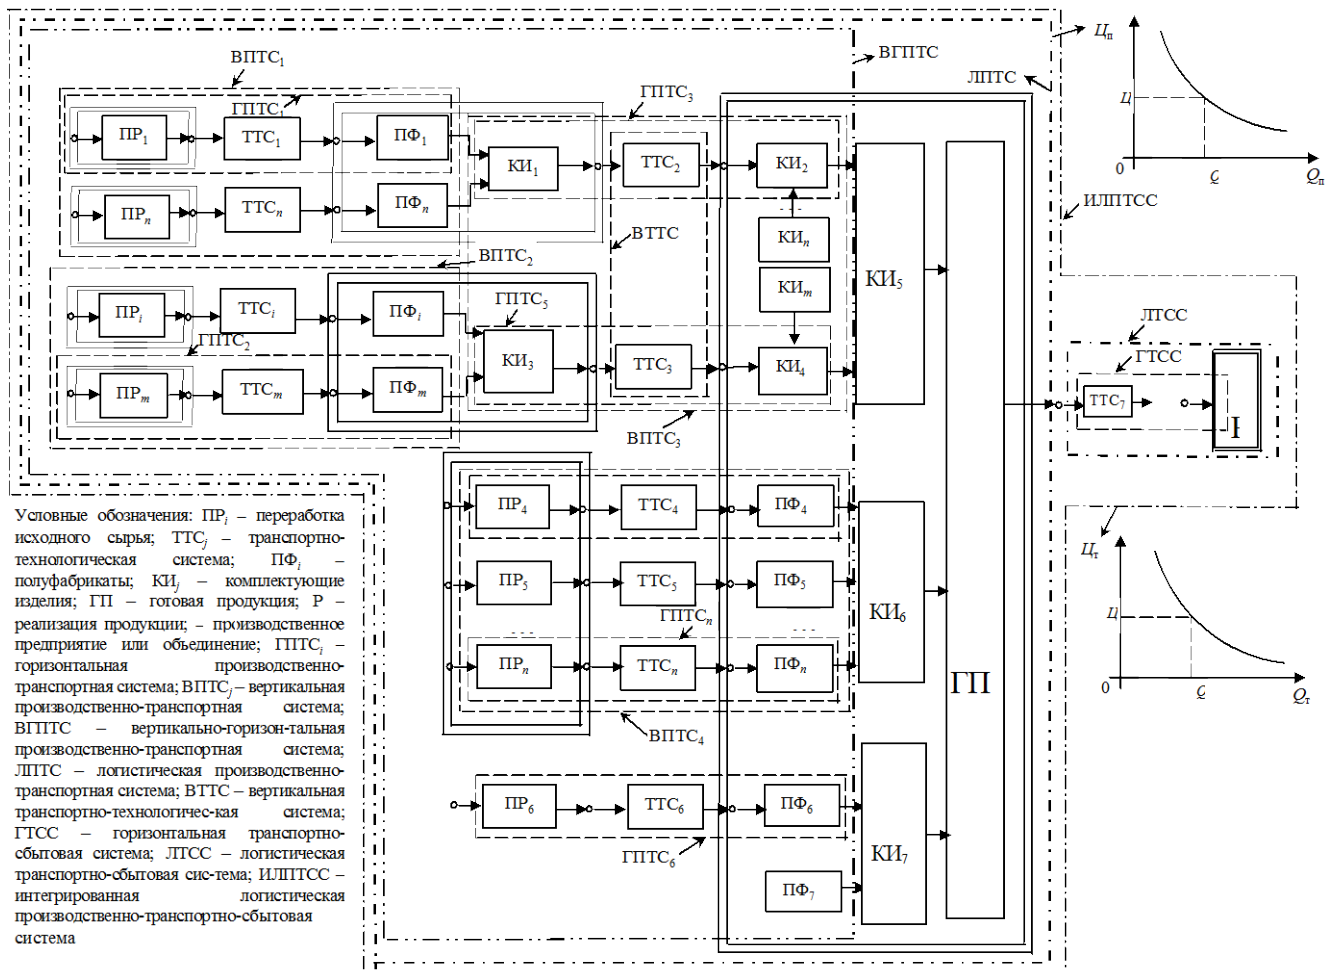 ВПТС1
ГПТС1
ПР1
ТТС1
ПФ1
КИ1
ГПТС3
ТТС2
КИ2
ВГПТС
ЛПТС
Цп
Ц
0
Q
Qп
ПРn
ТТСn
ПФn
ВТТС
КИn
КИ5
ИЛПТСС
ВПТС2
ПРi
ТТСi
ПФi
ГПТС5
КИm
ГПТС2
КИ3
ТТС3
КИ4
ПРm
ТТСm
ПФm
ВПТС3
ЛТСС
ГТСС
ТТС7
ПР4
ТТС4
ПФ4
ПР5
ТТС5
ПФ5
КИ6
ГПТСn
ПРn
ТТСn
ПФn
ГП
ВПТС4
Цт
Ц
0
Q
Qт
ПР6
ТТС6
ПФ6
ГПТС6
КИ7
ПФ7
Условные обозначения: ПРi – переработка
исходного сырья; ТТСj – транспортно-
технологическая система; ПФi –
полуфабрикаты; КИj – комплектующие
изделия; ГП – готовая продукция; Р –
реализация продукции; – производственное
предприятие или объединение; ГПТСi –
горизонтальная производственно-
транспортная система; ВПТСj – вертикальная
производственно-транспортная система;
ВГПТС – вертикально-горизон-тальная
производственно-транспортная система;
ЛПТС – логистическая производственно-
транспортная система; ВТТС – вертикальная
транспортно-технологичес-кая система;
ГТСС – горизонтальная транспортно-
сбытовая система; ЛТСС – логистическая
транспортно-сбытовая сис-тема; ИЛПТСС –
интегрированная логистическая
производственно-транспортно-сбытовая
система